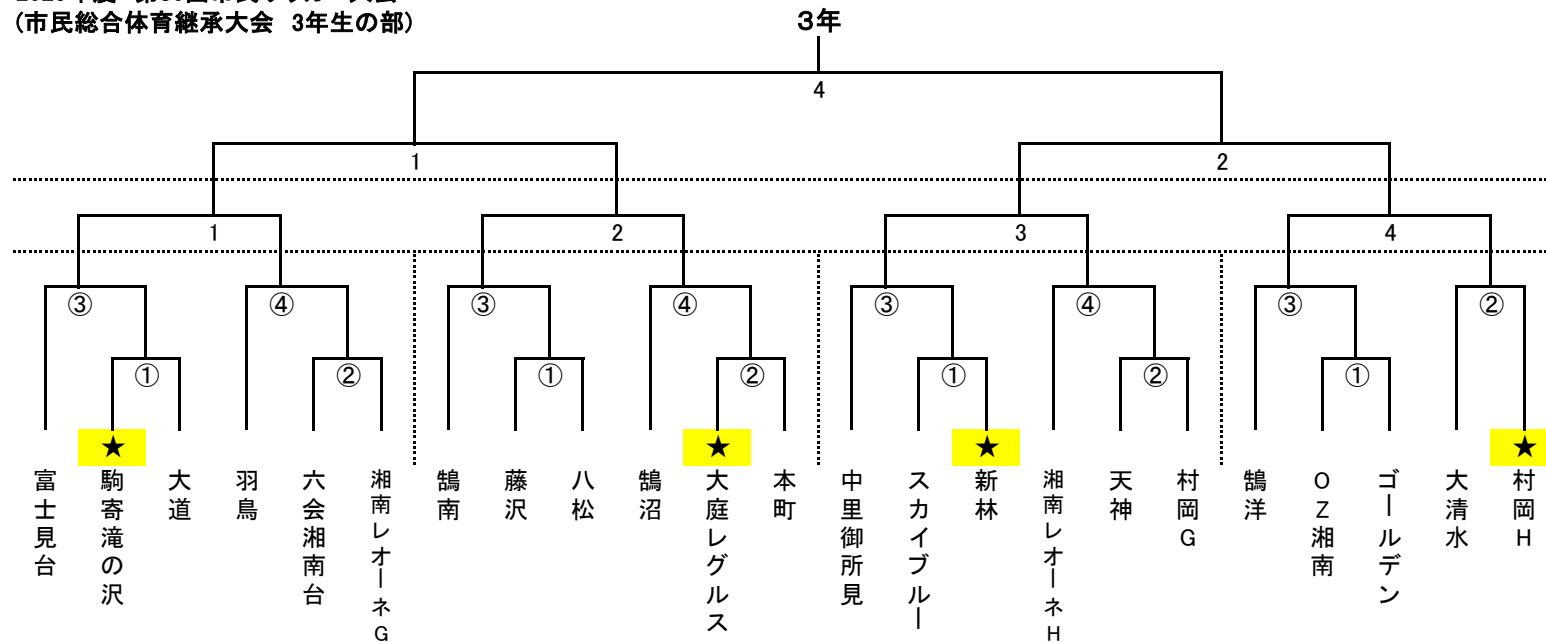 (市民総合体育継承大会 3年生の部)
3年
4
1
2
1
2
3
4
③
④
③
④
③
④
③
②
①
②
①
②
①
②
①
★
★
★
★
富士見台
駒寄滝の沢
大道
羽鳥
六会湘南台
湘南レオーネG
鵠南
藤沢
八松
鵠沼
大庭レグルス
本町
中里御所見
スカイブルー
新林
湘南レオーネH
天神
村岡G
鵠洋
OZ湘南
ゴールデン
大清水
村岡H